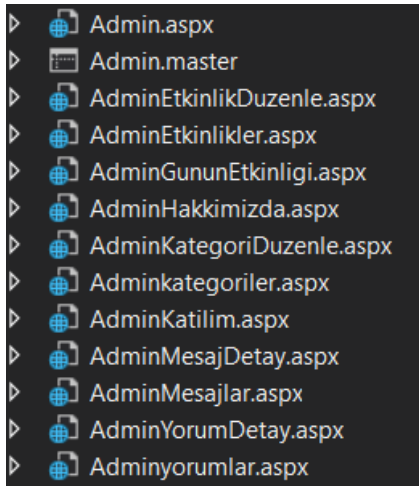 Admin.aspx
Admin.master
AdminEtkinlikDuzenle.aspx
AdminEtkinlikler.aspx
AdminGununEtkinligi.aspx
AdminHakkimizda.aspx
AdminKategoriDuzenle.aspx
Adminkategoriler.aspx
AdminKatilim.aspx
AdminMesajDetay.aspx
AdminMesajlar.aspx
AdminYorumDetay.aspx
Adminyorumlar.aspx